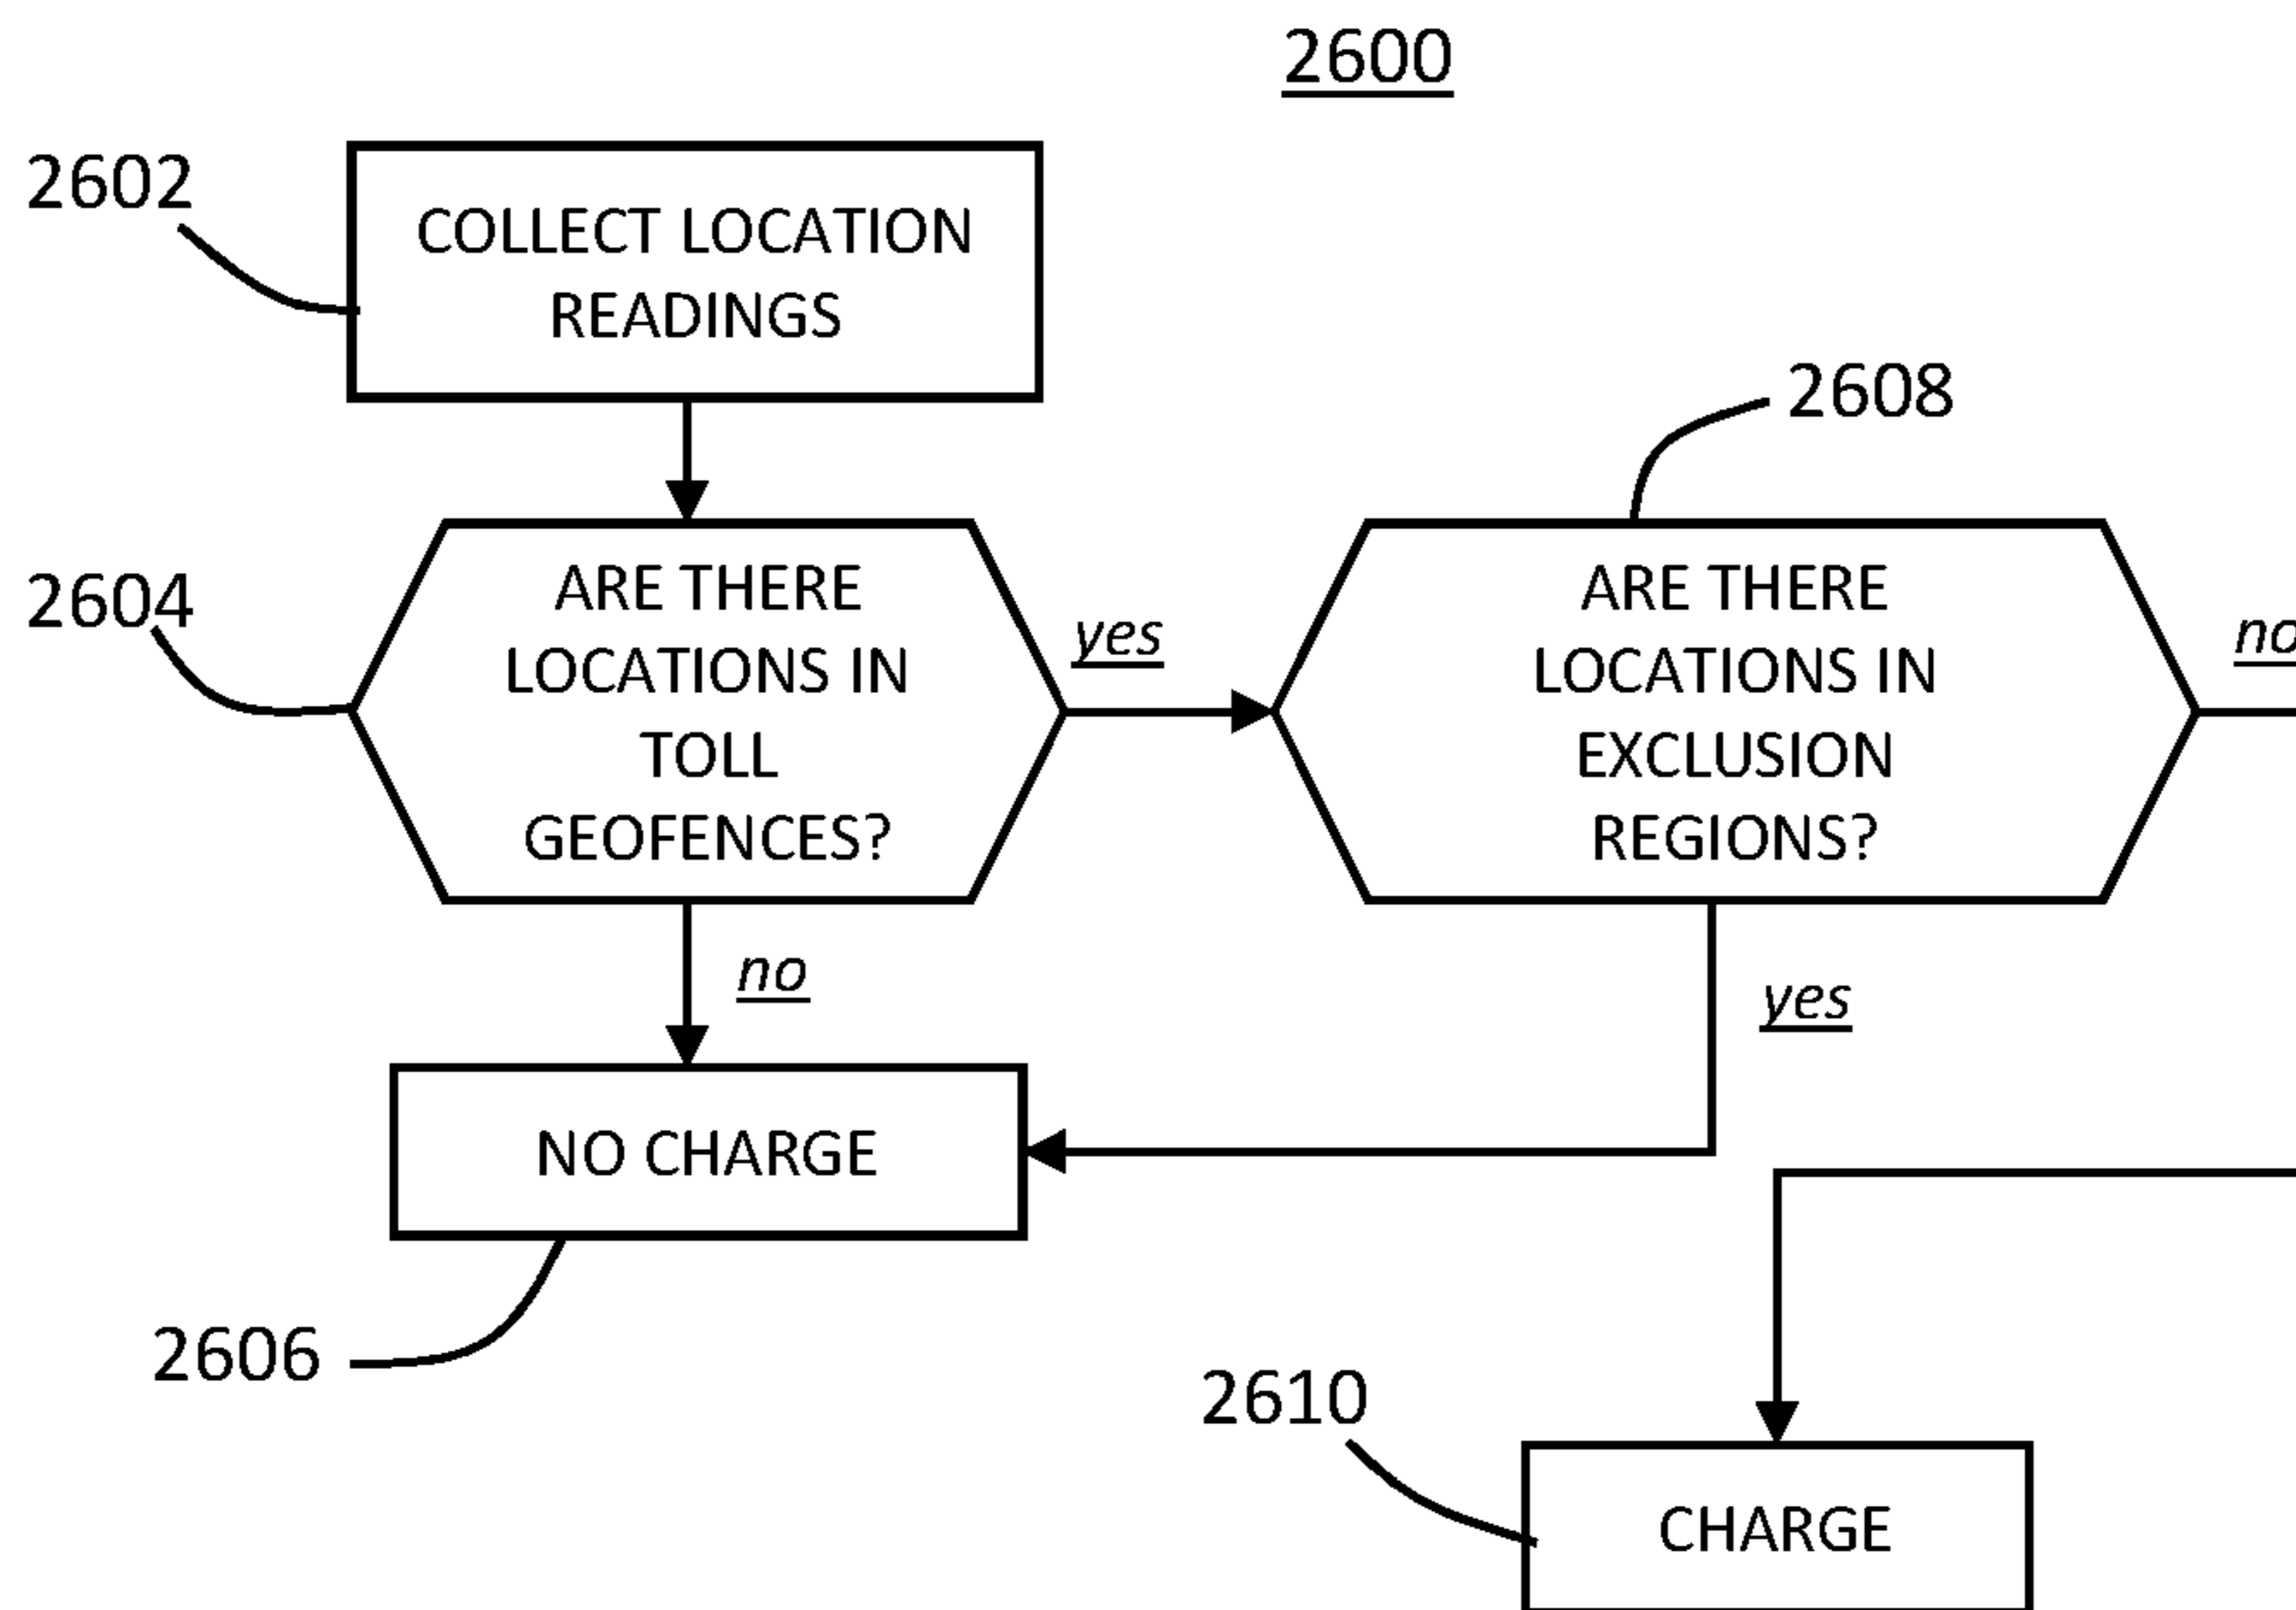 2600
2602
COLLECT LOCATION
READINGS
2608
2604
ARE THERE
LOCATIONS IN
TOLL
GEOFENCES?
yes
ARE THERE
LOCATIONS IN
EXCLUSION
REGIONS?
no
no
yes
NO CHARGE
2606
2610
CHARGE